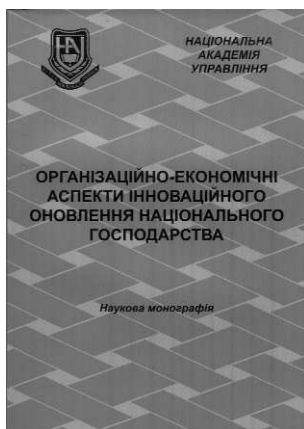 НАЦІОНАЛЬНА
АКАДЕМІЯ
УПРАВЛІННЯ
ОРГАНІЗАЦІЙНО-ЕКОНОМІЧНІ
АСПЕКТИ ІННОВАЦІЙНОГО
ОНОВЛЕННЯ НАЦІОНАЛЬНОГО
ГОСПОДАРСТВА
Наукова монографія